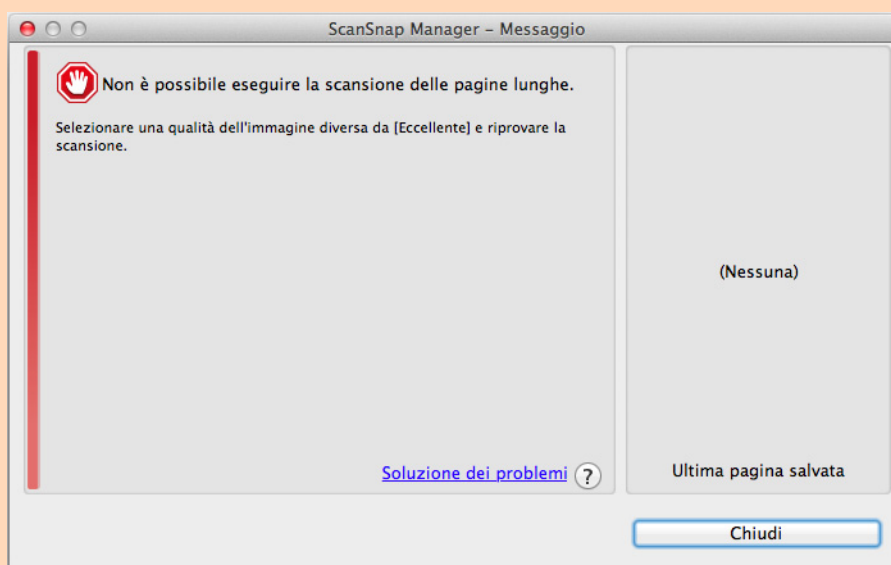 ScanSnap Manager – Messaggio
Non è possibile eseguire la scansione delle pagine lunghe.
Selezionare una qualità dell'immagine diversa da [Eccellente] e riprovare la
scansione.
(Nessuna)
Soluzione dei problemi ?
Ultima pagina salvata
Chiudi